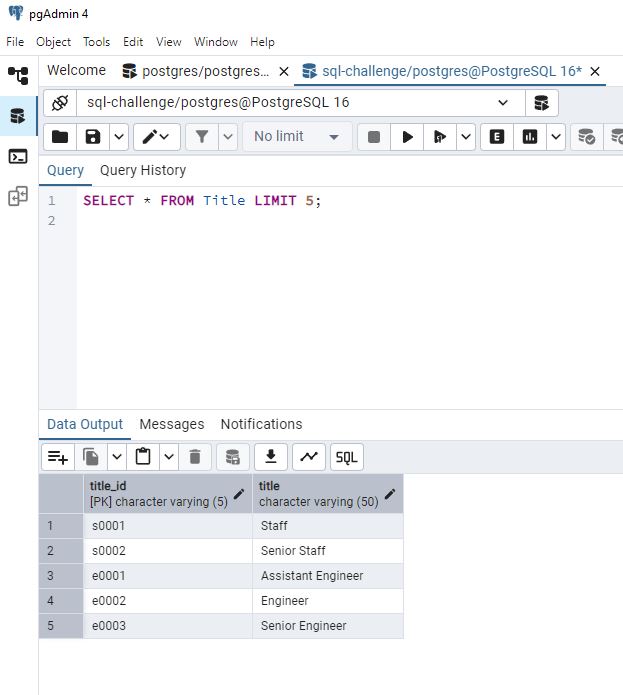 pgAdmin 4
File Object Tools Edit View Window Help
Welcome postgres/postgres... sql-challenge/postgres@PostgreSQL 16*
sql-challenge/postgres@PostgreSQL 16
No limit E
Query Query History
1 SELECT * FROM Title LIMIT 5;
2
Data Output Messages Notifications
SQL
title_id title
[PK] character varying (5) character varying (50)
1 s0001 Staff
2 s0002 Senior Staff
3 e0001 Assistant Engineer
4 e0002 Engineer
5 e0003 Senior Engineer